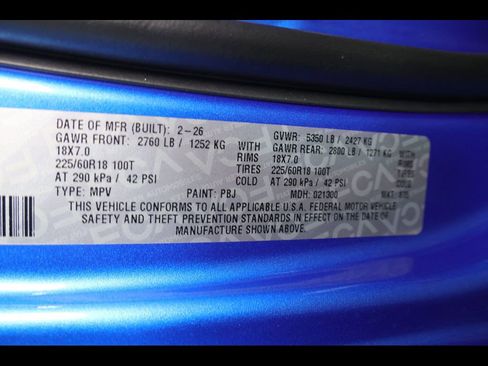 DATE OF MFR (BUILT): 2-26 GVWR: 5350 LB / 2427 KG
GAWR FRONT: 2760 LB / 1252 KG WITH GAWR REAR: 2800 LB / 1271 KG WITH
18X7.0 RIMS 18X7.0 RIMS
225/60R18 100T TIRES 225/60R18 100T TIRES
AT 290 kPa / 42 PSI COLD AT 290 kPa / 42 PSI COLD
TYPE: MPV PAINT: PBJ MDH: 021300
THIS VEHICLE CONFORMS TO ALL APPLICABLE U.S.A. FEDERAL MOTOR VEHICLE
SAFETY AND THEFT PREVENTION STANDARDS IN EFFECT ON THE DATE OF
MANUFACTURE SHOWN ABOVE.